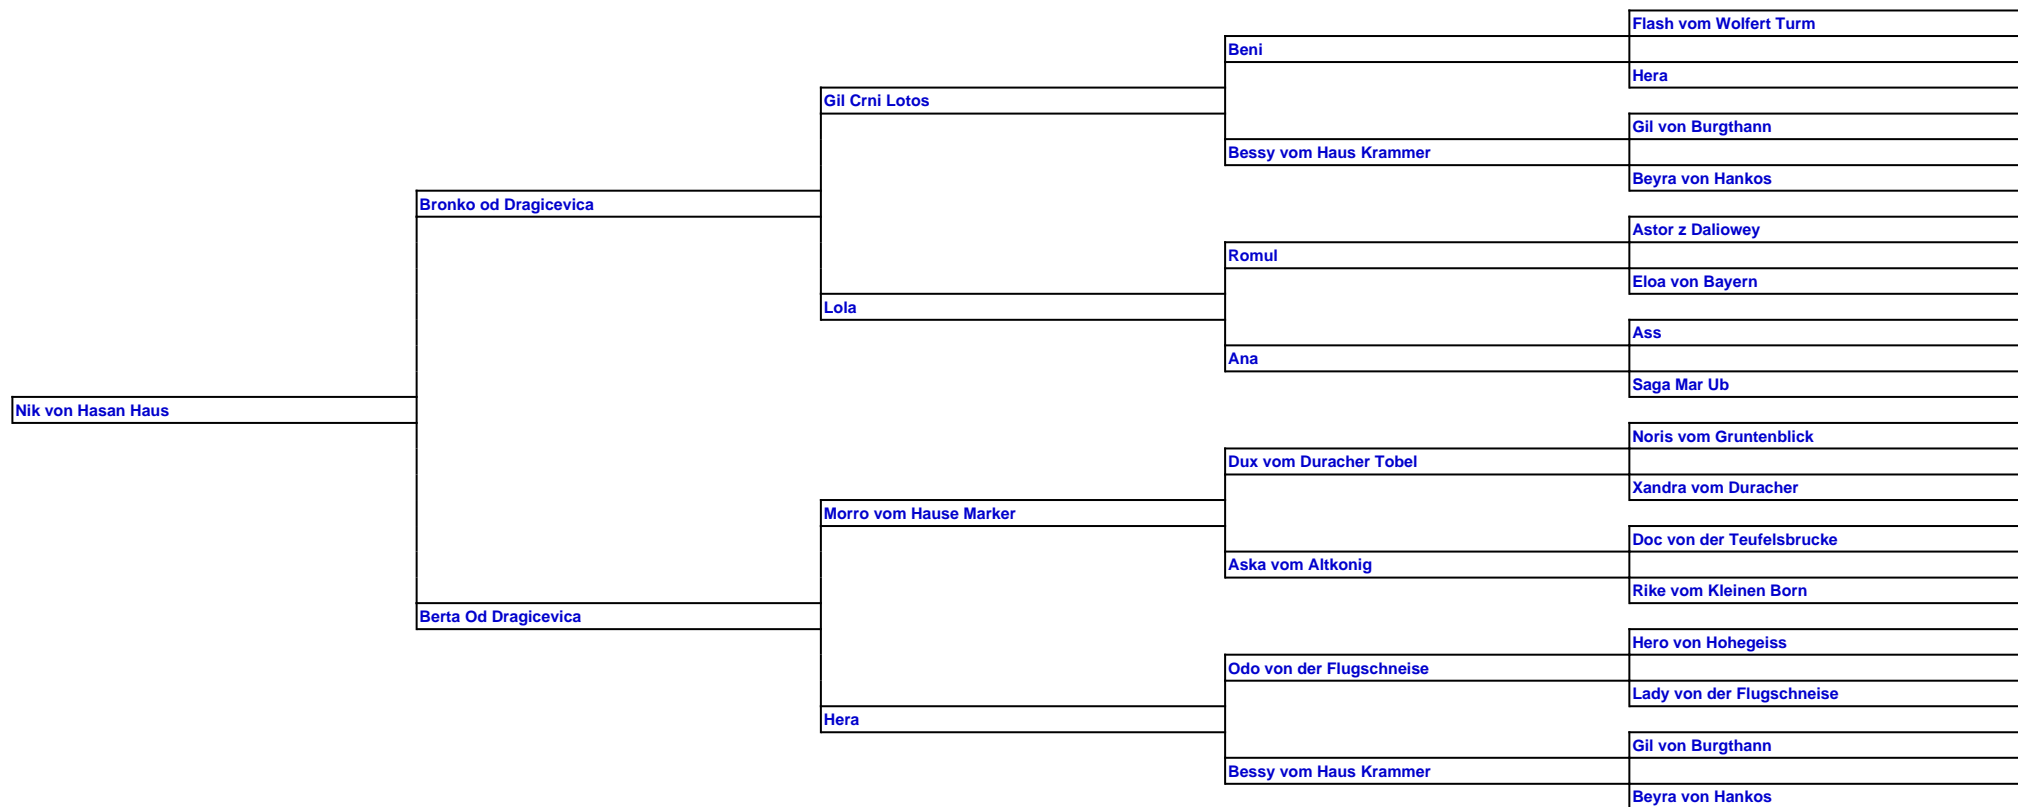 Flash vom Wolfert Turm
Beni
Hera
Gil Crni Lotos
Gil von Burgthann
Bessy vom Haus Krammer
Beyra von Hankos
Bronko od Dragicevica
Astor z Daliowey
Romul
Eloa von Bayern
Lola
Ass
Ana
Saga Mar Ub
Nik von Hasan Haus
Noris vom Gruntenblick
Dux vom Duracher Tobel
Xandra vom Duracher
Morro vom Hause Marker
Doc von der Teufelsbrucke
Aska vom Altkonig
Rike vom Kleinen Born
Berta Od Dragicevica
Hero von Hohegeiss
Odo von der Flugschneise
Lady von der Flugschneise
Hera
Gil von Burgthann
Bessy vom Haus Krammer
Beyra von Hankos